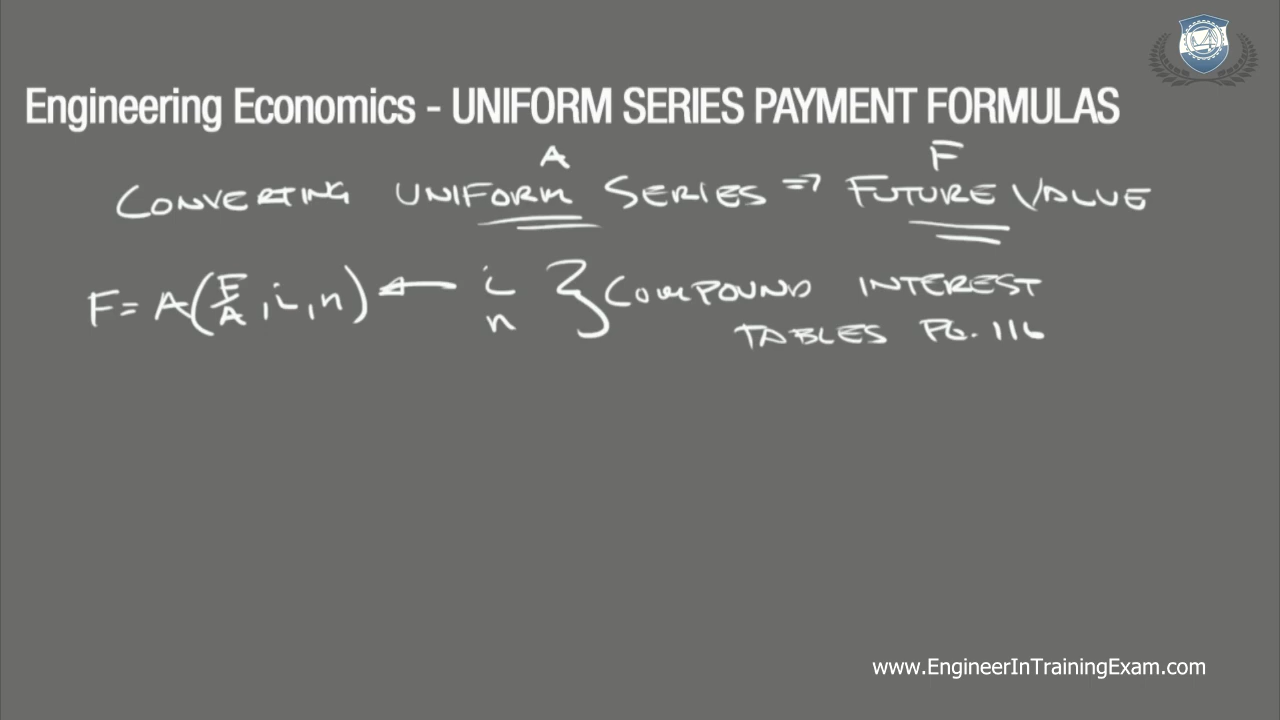 Engineering Economics - UNIFORM SERIES PAYMENT FORMULAS
A F
CONVERTING UNIFORM SERIES ⇒ FUTURE VALUE
F = A(F/A, i, n) ← i n } COMPOUND INTEREST
TABLES PG. 116
www.EngineerInTrainingExam.com